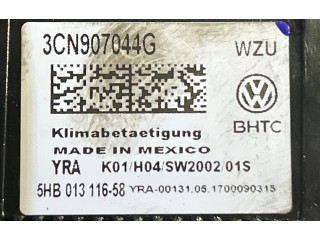 3CN907044G WZU
BHTC
Klimabetaetigung
MADE IN MEXICO
YRA K01/H04/SW2002/01S
5HB 013 116-58 YRA-00131.05.1700090315